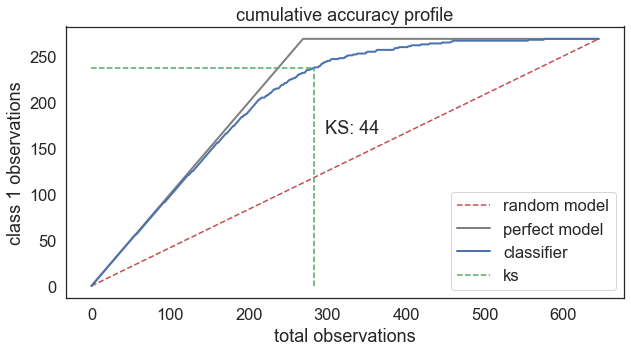 cumulative accuracy profile
250
200
150
100
50
0
class 1 observations
KS: 44
random model
perfect model
classifier
ks
0 100 200 300 400 500 600
total observations